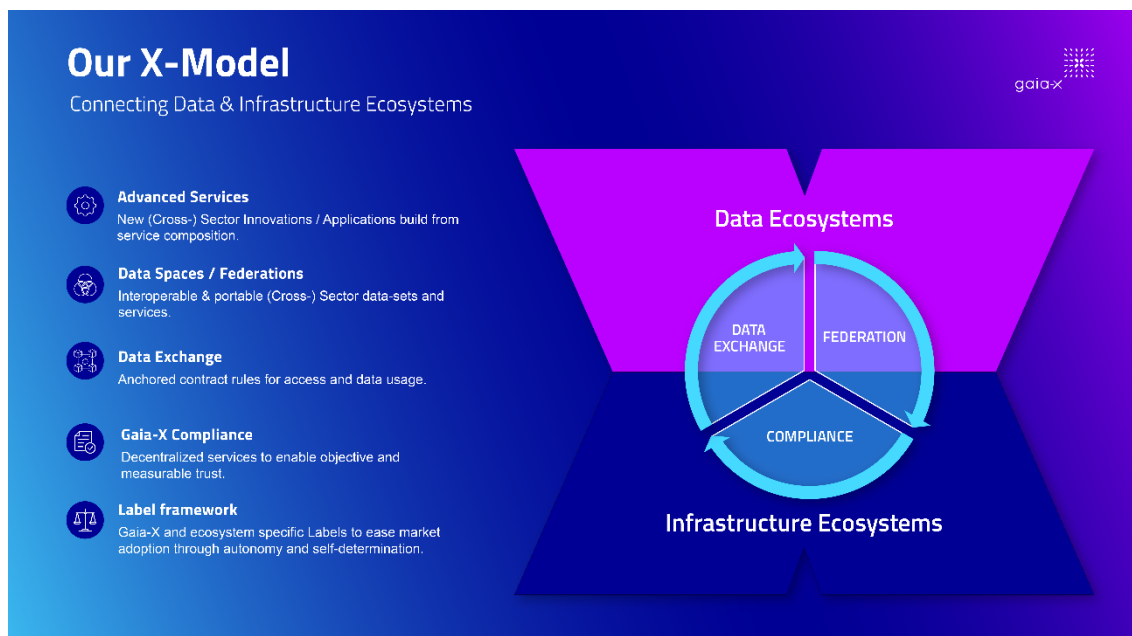 Our X-Model
Connecting Data & Infrastructure Ecosystems
gaia-x
Advanced Services
New (Cross-) Sector Innovations / Applications build from
service composition.
Data Spaces / Federations
Interoperable & portable (Cross-) Sector data-sets and
services.
Data Exchange
Anchored contract rules for access and data usage.
Gaia-X Compliance
Decentralized services to enable objective and
measurable trust.
Label framework
Gaia-X and ecosystem specific Labels to ease market
adoption through autonomy and self-determination.
Data Ecosystems
DATA
EXCHANGE
FEDERATION
COMPLIANCE
Infrastructure Ecosystems